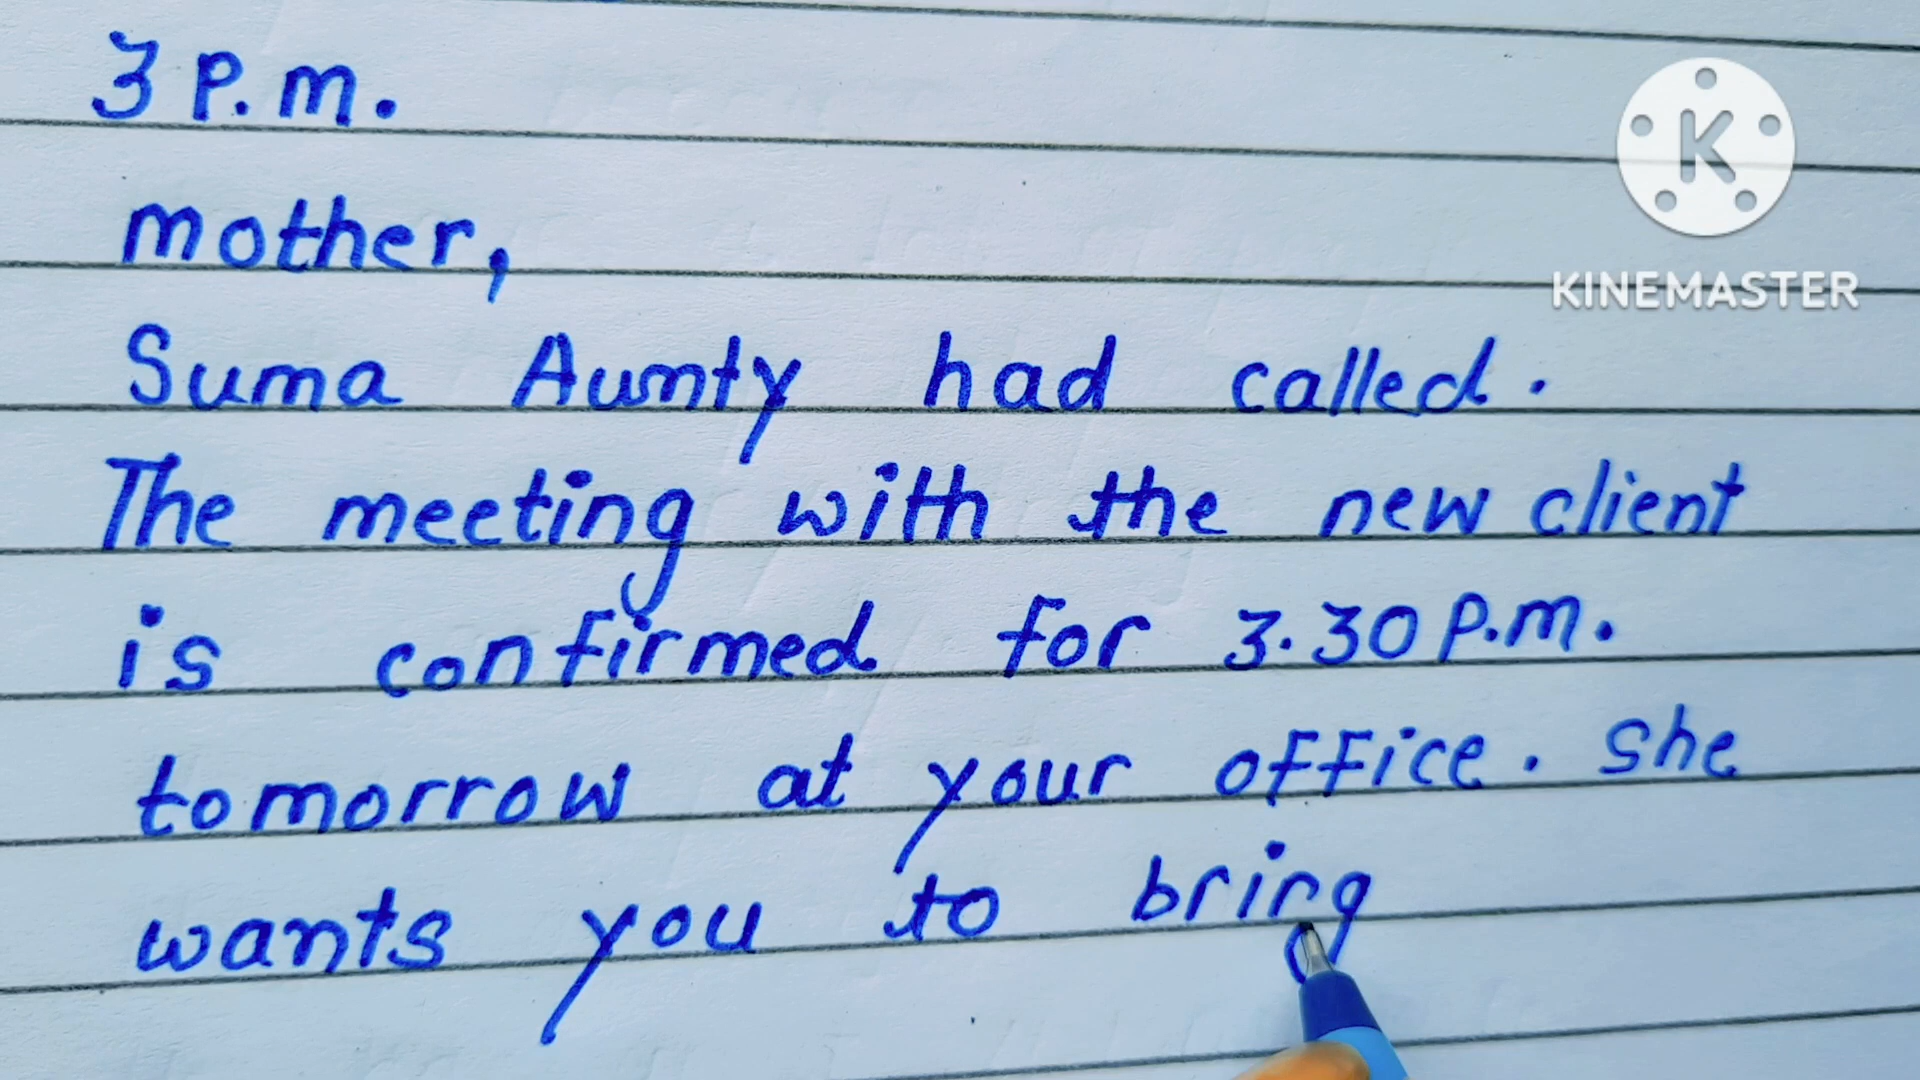 3 P.m.
mother,
Suma Aunty had called.
The meeting with the new client
is confirmed for 3.30 P.m.
tomorrow at your office. She
wants you to bring
KINEMASTER